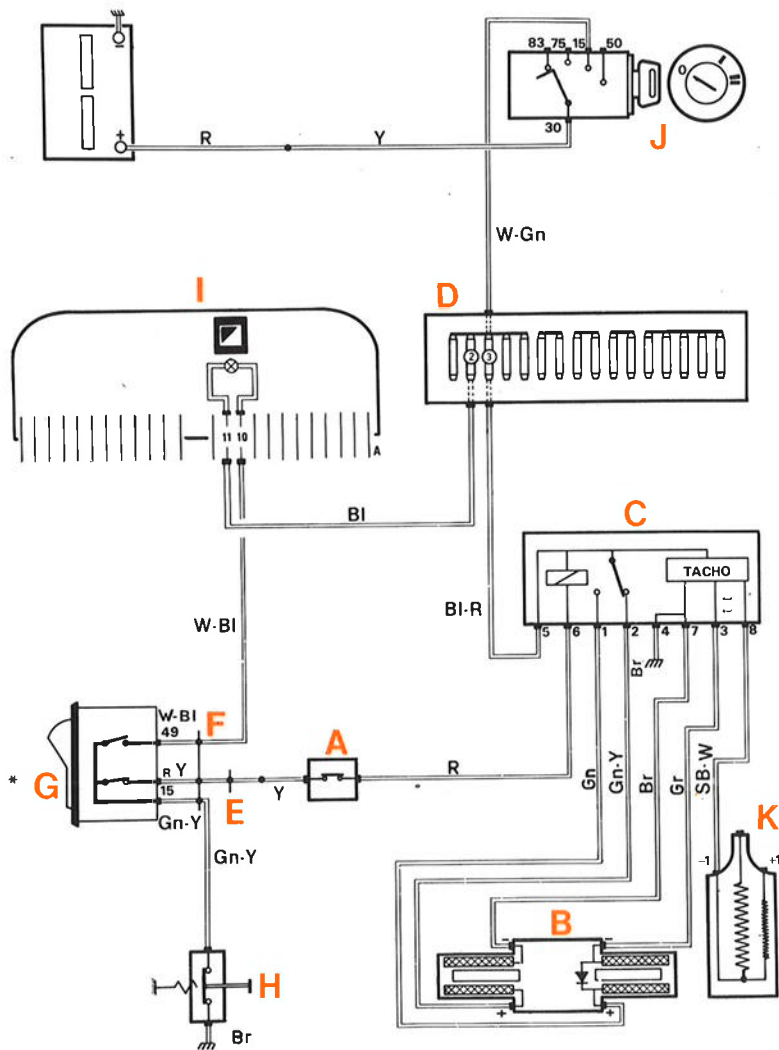 83 75 15 50
−
O I II
+
R
Y
30
J
W-Gn
I
D
2 3
11 10
A
Bl
C
TACHO
Bl-R
W-Bl
5 6 1 2 4 7 3 8
Br
W-Bl
F
49
A
* G
R Y
E
Y
R
15
Gn-Y
Gn
Gn-Y
Br
Gr
SB-W
K
Gn-Y
−1 +1
B
− −
H
+ +
Br